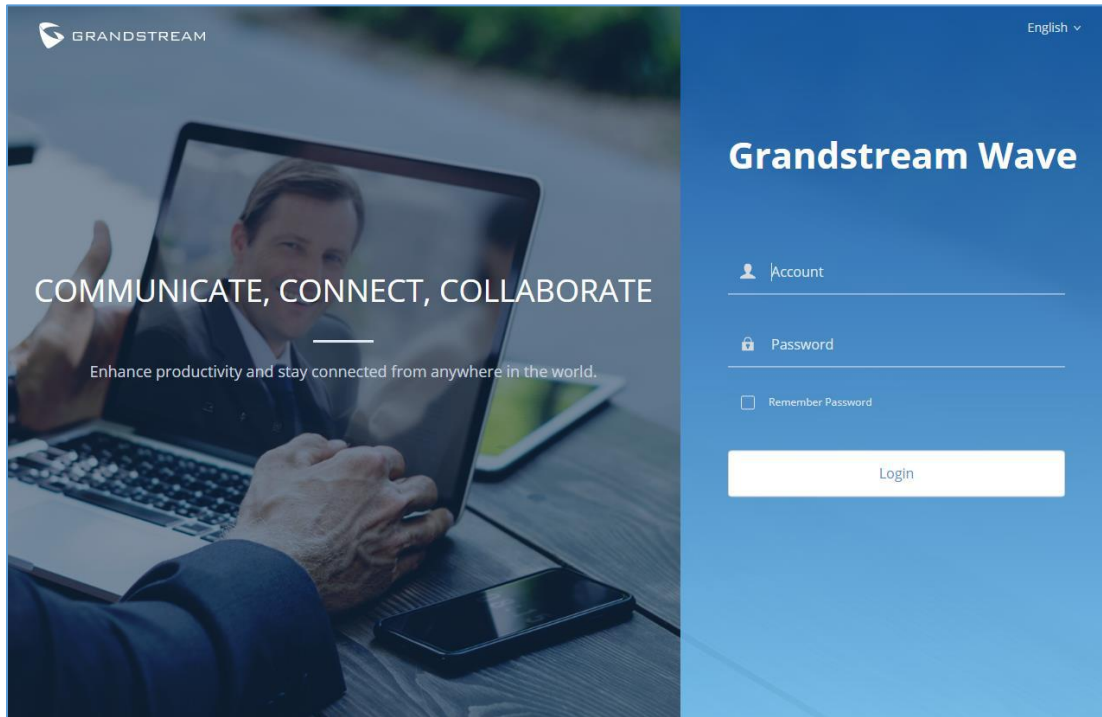 GRANDSTREAM
English
COMMUNICATE, CONNECT, COLLABORATE
Enhance productivity and stay connected from anywhere in the world.
Grandstream Wave
Account
Password
Remember Password
Login